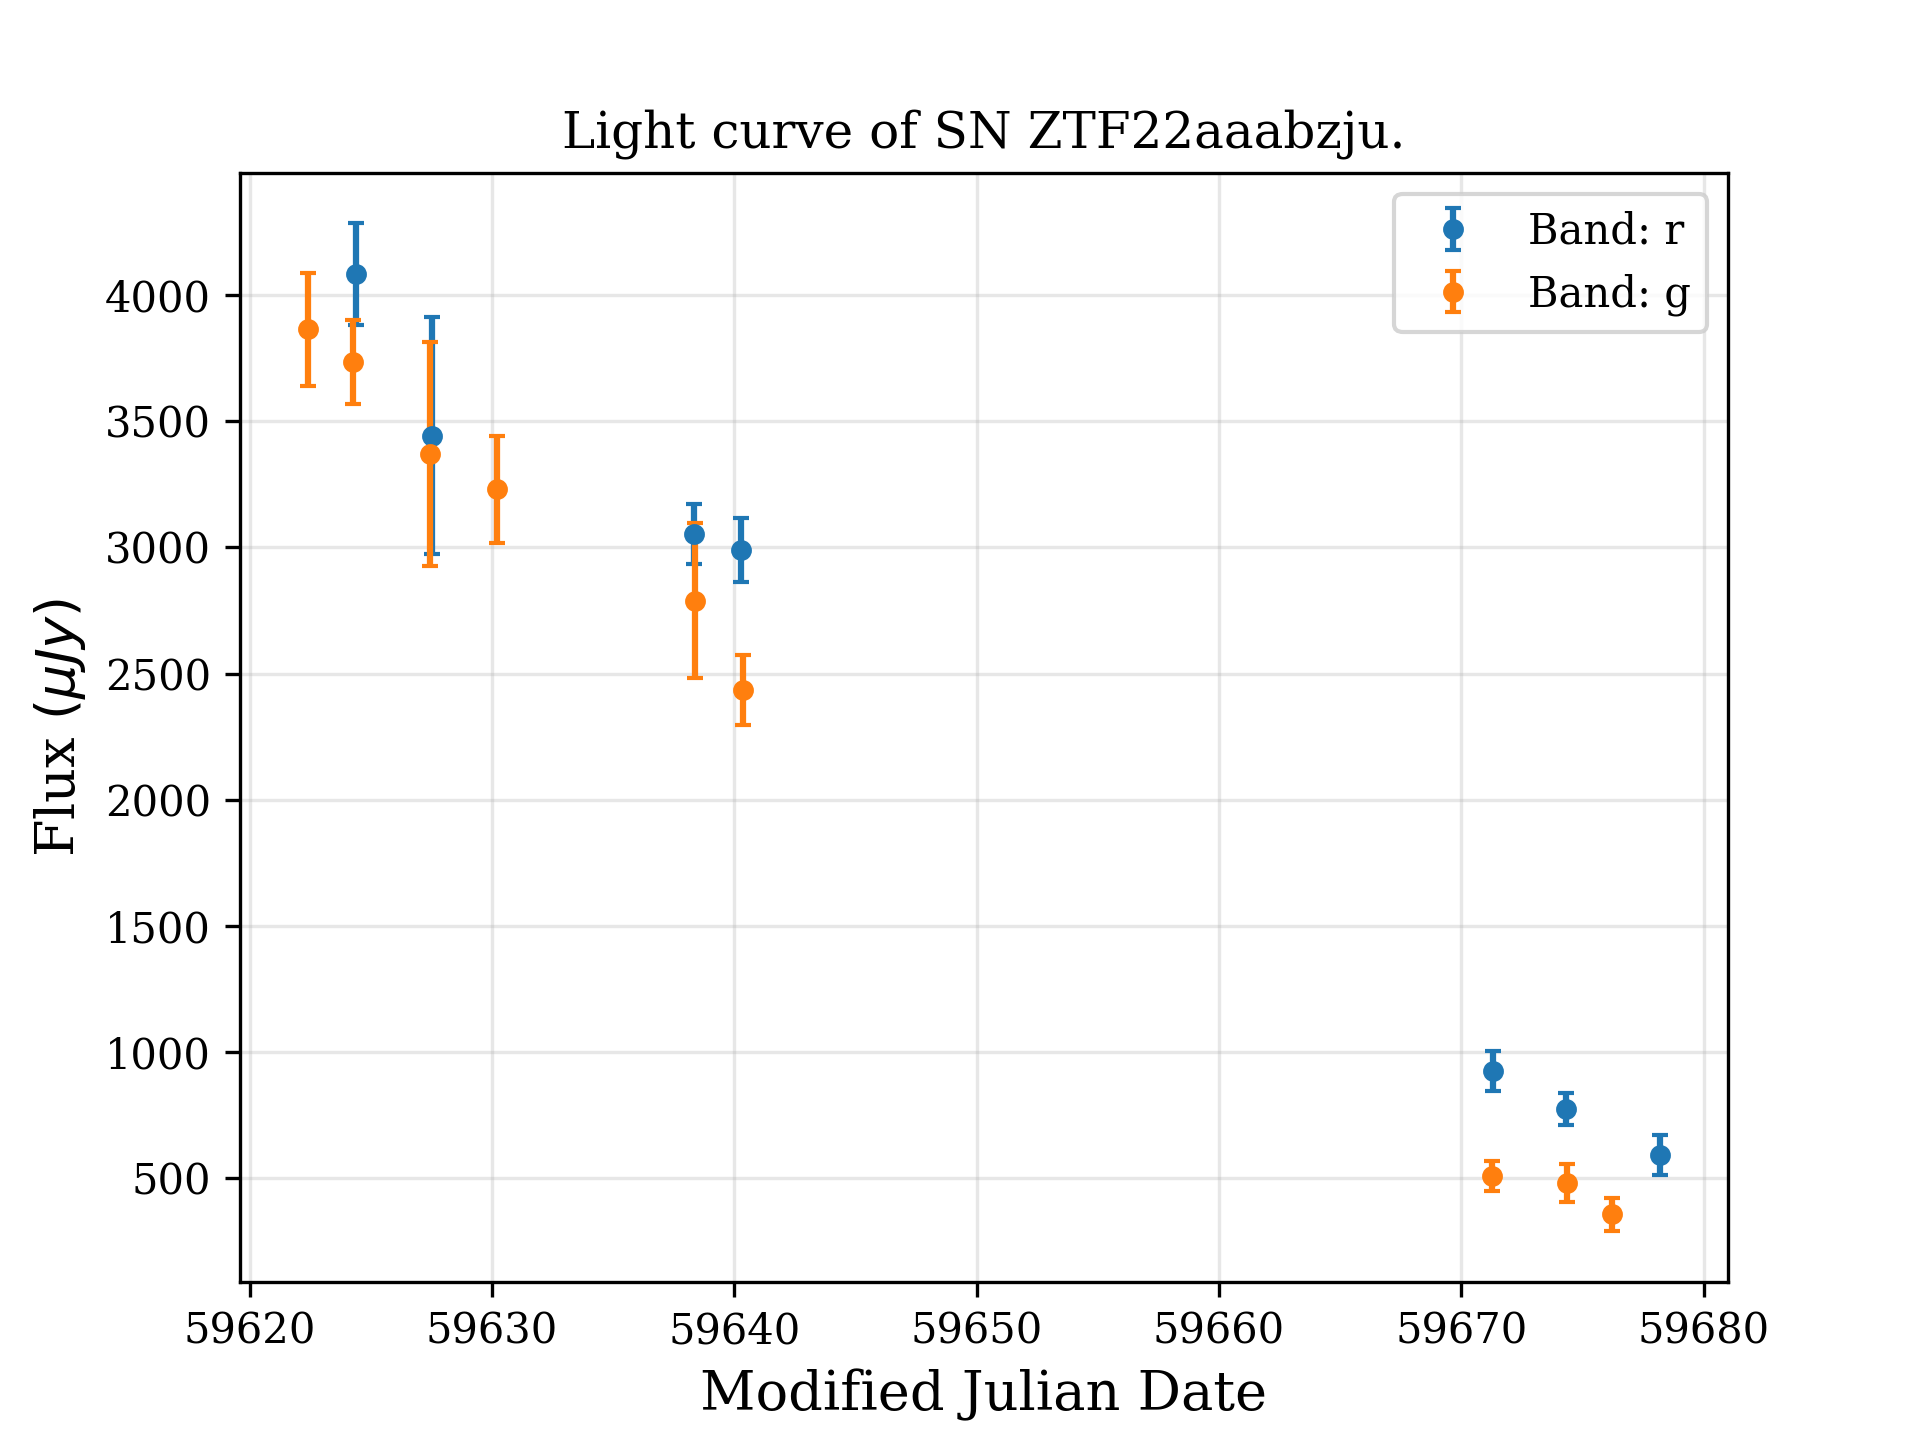 Light curve of SN ZTF22aaabzju.
Band: r
Band: g
Flux (μJy)
4000
3500
3000
2500
2000
1500
1000
500
59620 59630 59640 59650 59660 59670 59680
Modified Julian Date